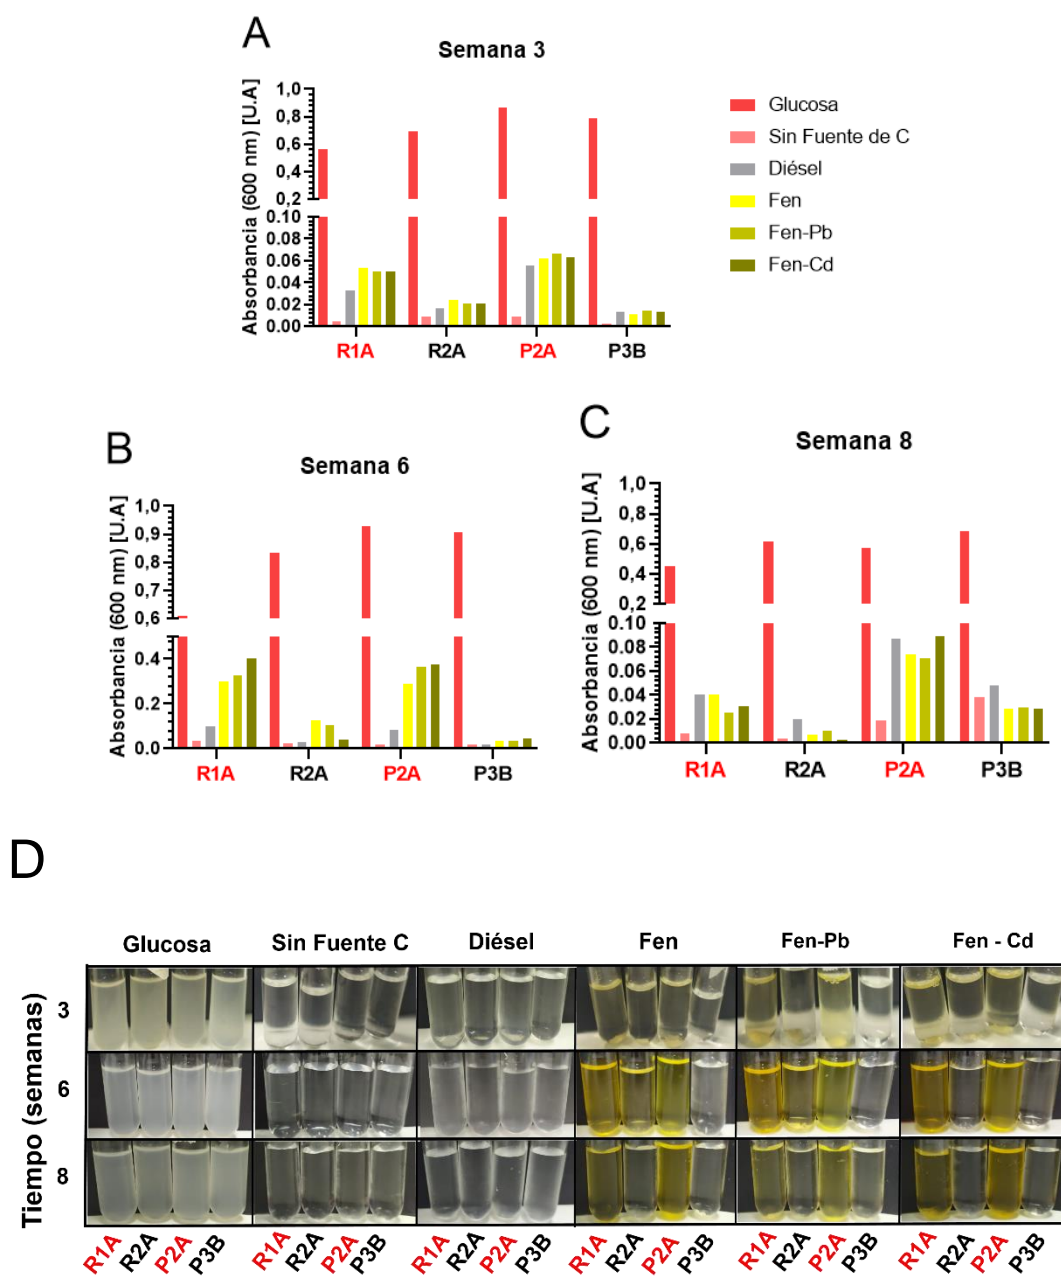 A
Semana 3
Absorbancia (600 nm) [U.A]
1,0
0,8
0,6
0,4
0,2
0.10
0.08
0.06
0.04
0.02
0.00
R1A R2A P2A P3B
Glucosa
Sin Fuente de C
Diésel
Fen
Fen-Pb
Fen-Cd
B
Semana 6
Absorbancia (600 nm) [U.A]
1,0
0,9
0,8
0,7
0,6
0.4
0.2
0.0
R1A R2A P2A P3B
C
Semana 8
Absorbancia (600 nm) [U.A]
1,0
0,8
0,6
0,4
0,2
0.10
0.08
0.06
0.04
0.02
0.00
R1A R2A P2A P3B
D
Glucosa Sin Fuente C Diésel Fen Fen-Pb Fen - Cd
Tiempo (semanas)
3
6
8
R1A R2A P2A P3B R1A R2A P2A P3B R1A R2A P2A P3B R1A R2A P2A P3B R1A R2A P2A P3B R1A R2A P2A P3B